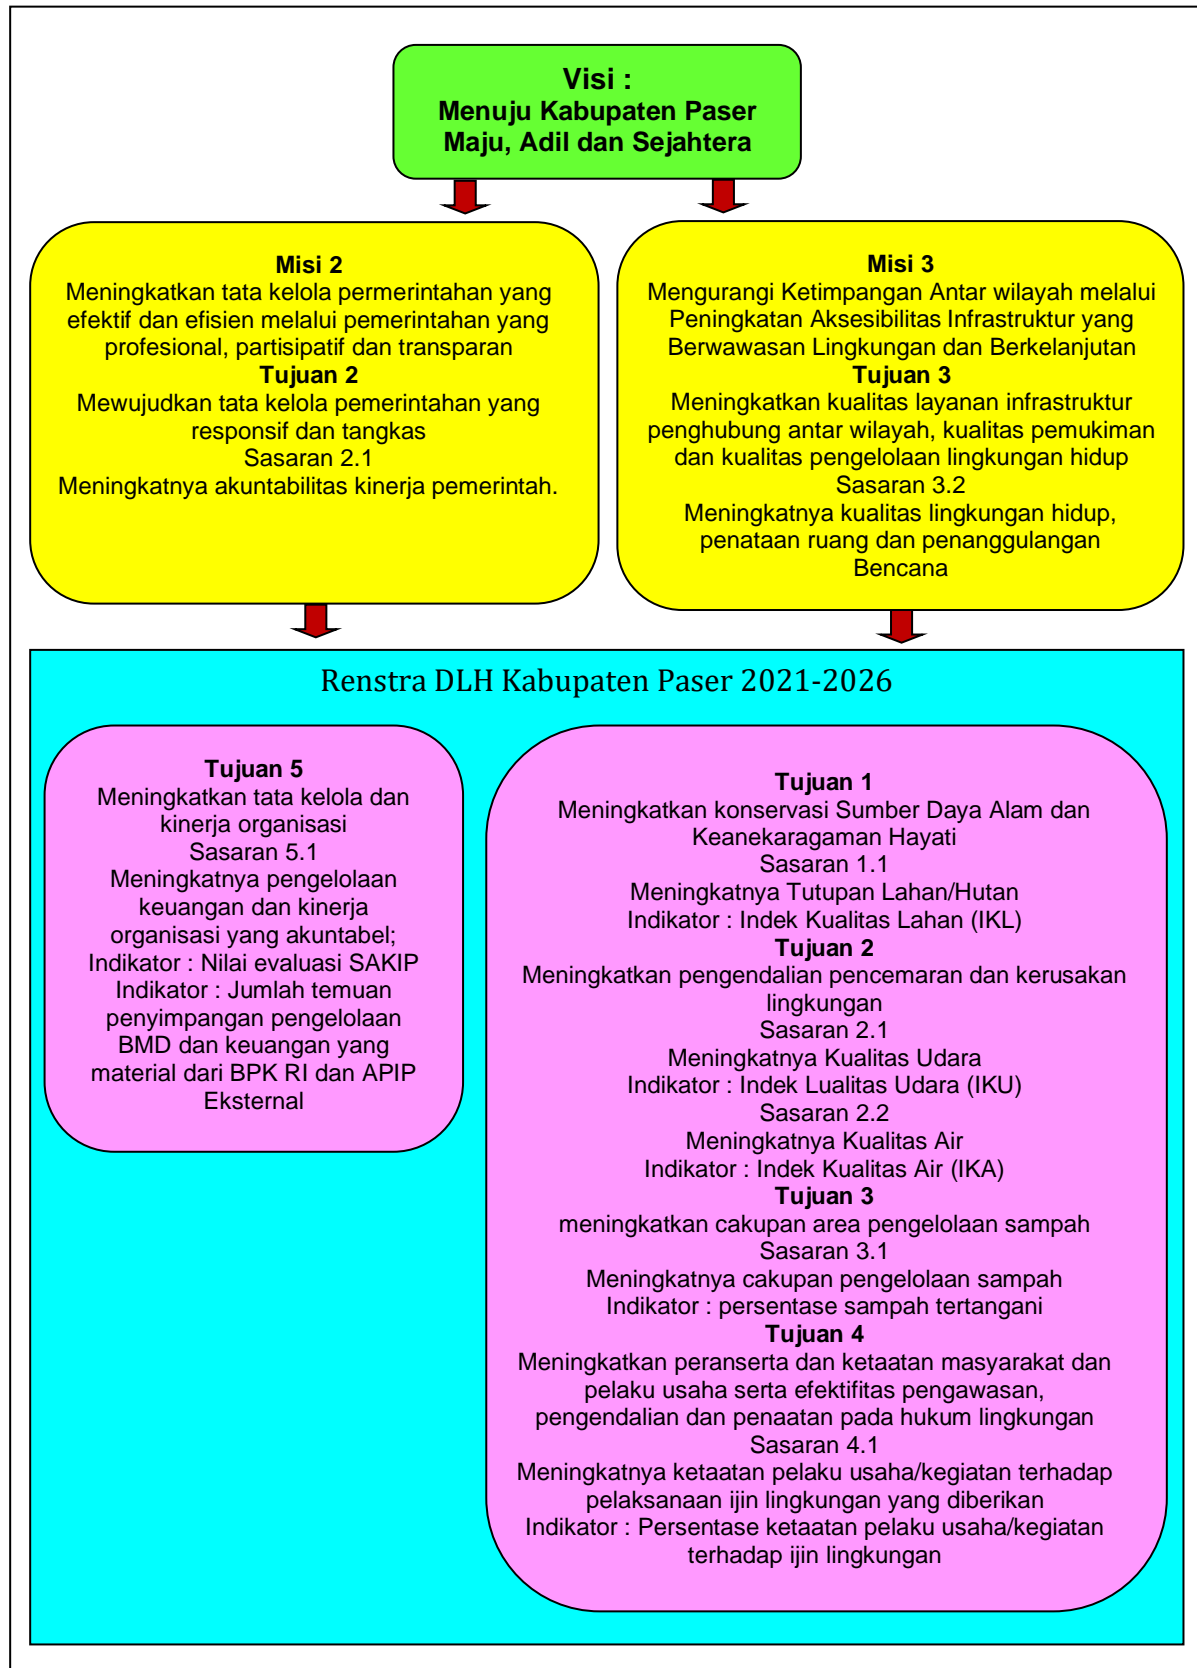 Visi :
Menuju Kabupaten Paser
Maju, Adil dan Sejahtera
Misi 2
Meningkatkan tata kelola permerintahan yang
efektif dan efisien melalui pemerintahan yang
profesional, partisipatif dan transparan
Tujuan 2
Mewujudkan tata kelola pemerintahan yang
responsif dan tangkas
Sasaran 2.1
Meningkatnya akuntabilitas kinerja pemerintah.
Misi 3
Mengurangi Ketimpangan Antar wilayah melalui
Peningkatan Aksesibilitas Infrastruktur yang
Berwawasan Lingkungan dan Berkelanjutan
Tujuan 3
Meningkatkan kualitas layanan infrastruktur
penghubung antar wilayah, kualitas pemukiman
dan kualitas pengelolaan lingkungan hidup
Sasaran 3.2
Meningkatnya kualitas lingkungan hidup,
penataan ruang dan penanggulangan
Bencana
Renstra DLH Kabupaten Paser 2021-2026
Tujuan 5
Meningkatkan tata kelola dan
kinerja organisasi
Sasaran 5.1
Meningkatnya pengelolaan
keuangan dan kinerja
organisasi yang akuntabel;
Indikator : Nilai evaluasi SAKIP
Indikator : Jumlah temuan
penyimpangan pengelolaan
BMD dan keuangan yang
material dari BPK RI dan APIP
Eksternal
Tujuan 1
Meningkatkan konservasi Sumber Daya Alam dan
Keanekaragaman Hayati
Sasaran 1.1
Meningkatnya Tutupan Lahan/Hutan
Indikator : Indek Kualitas Lahan (IKL)
Tujuan 2
Meningkatkan pengendalian pencemaran dan kerusakan
lingkungan
Sasaran 2.1
Meningkatnya Kualitas Udara
Indikator : Indek Lualitas Udara (IKU)
Sasaran 2.2
Meningkatnya Kualitas Air
Indikator : Indek Kualitas Air (IKA)
Tujuan 3
meningkatkan cakupan area pengelolaan sampah
Sasaran 3.1
Meningkatnya cakupan pengelolaan sampah
Indikator : persentase sampah tertangani
Tujuan 4
Meningkatkan peranserta dan ketaatan masyarakat dan
pelaku usaha serta efektifitas pengawasan,
pengendalian dan penaatan pada hukum lingkungan
Sasaran 4.1
Meningkatnya ketaatan pelaku usaha/kegiatan terhadap
pelaksanaan ijin lingkungan yang diberikan
Indikator : Persentase ketaatan pelaku usaha/kegiatan
terhadap ijin lingkungan